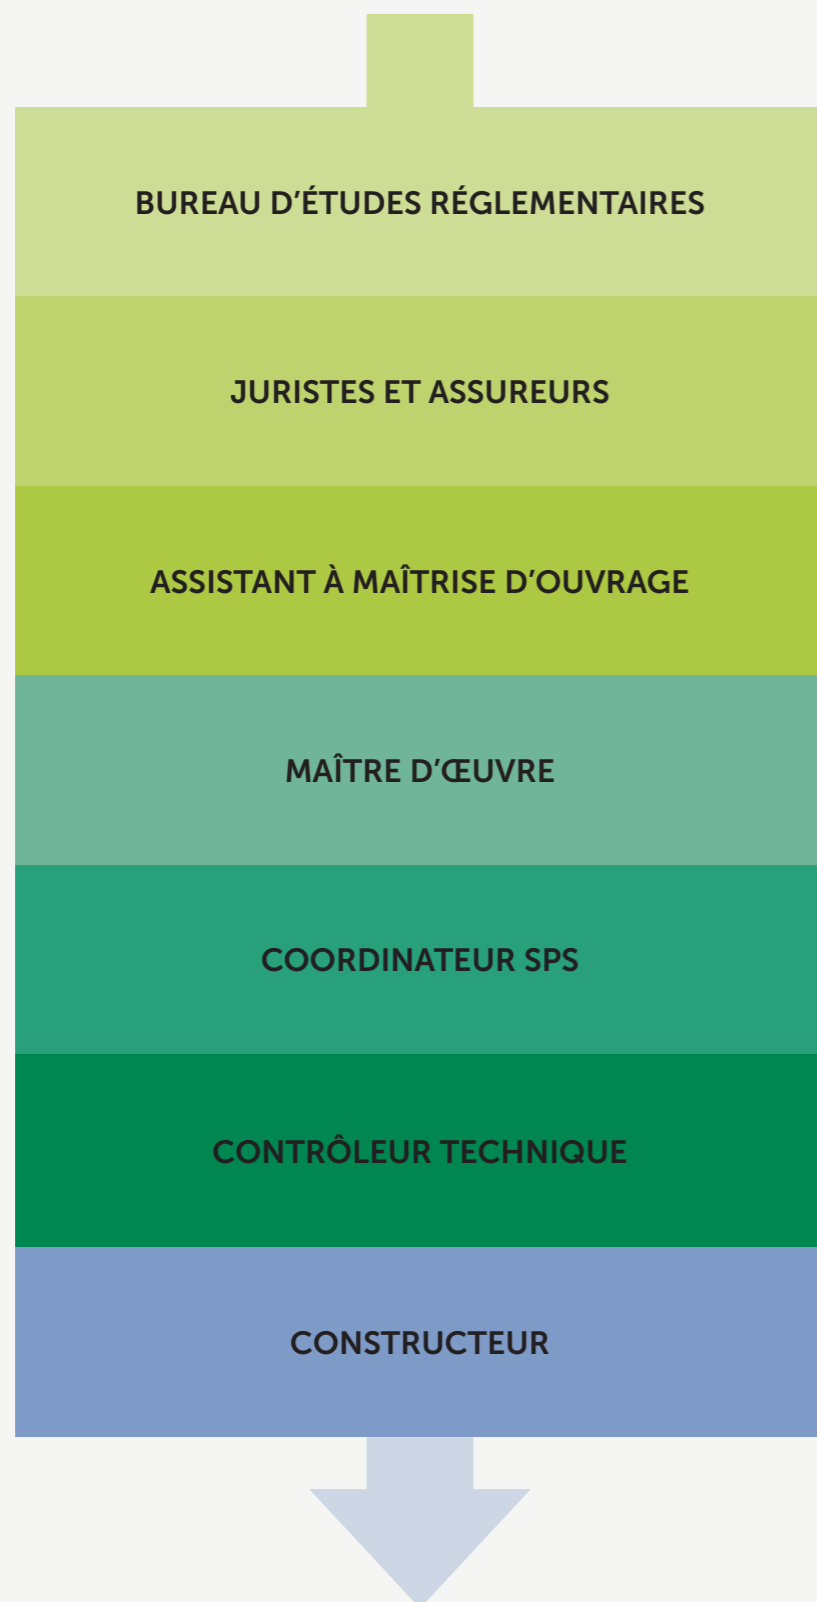 BUREAU D’ÉTUDES RÉGLEMENTAIRES
JURISTES ET ASSUREURS
ASSISTANT À MAÎTRISE D’OUVRAGE
MAÎTRE D’ŒUVRE
COORDINATEUR SPS
CONTRÔLEUR TECHNIQUE
CONSTRUCTEUR